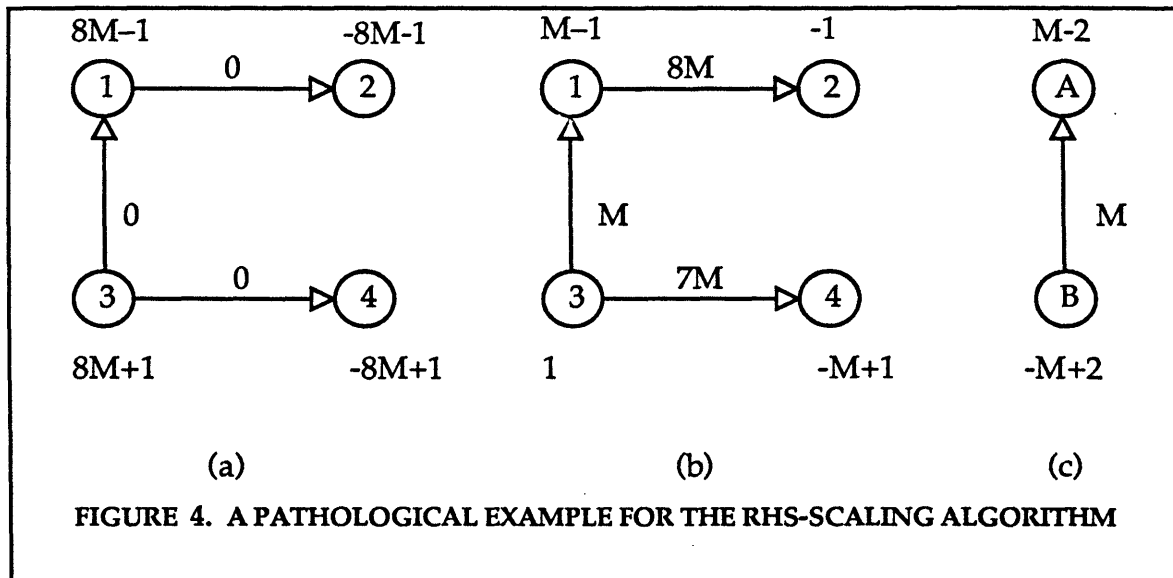 8M–1 -8M-1 M–1 -1 M-2
0 8M
1 2 1 2 A
0 M M
0 7M
3 4 3 4 B
8M+1 -8M+1 1 -M+1 -M+2
(a) (b) (c)
FIGURE 4. A PATHOLOGICAL EXAMPLE FOR THE RHS-SCALING ALGORITHM